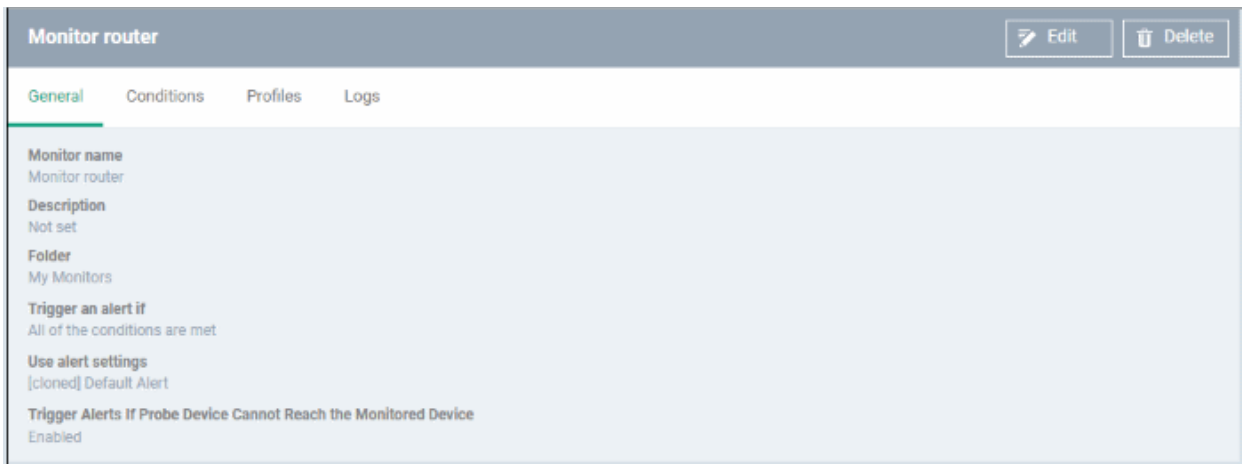 Monitor router
Edit
Delete
General Conditions Profiles Logs
Monitor name
Monitor router
Description
Not set
Folder
My Monitors
Trigger an alert if
All of the conditions are met
Use alert settings
[cloned] Default Alert
Trigger Alerts If Probe Device Cannot Reach the Monitored Device
Enabled